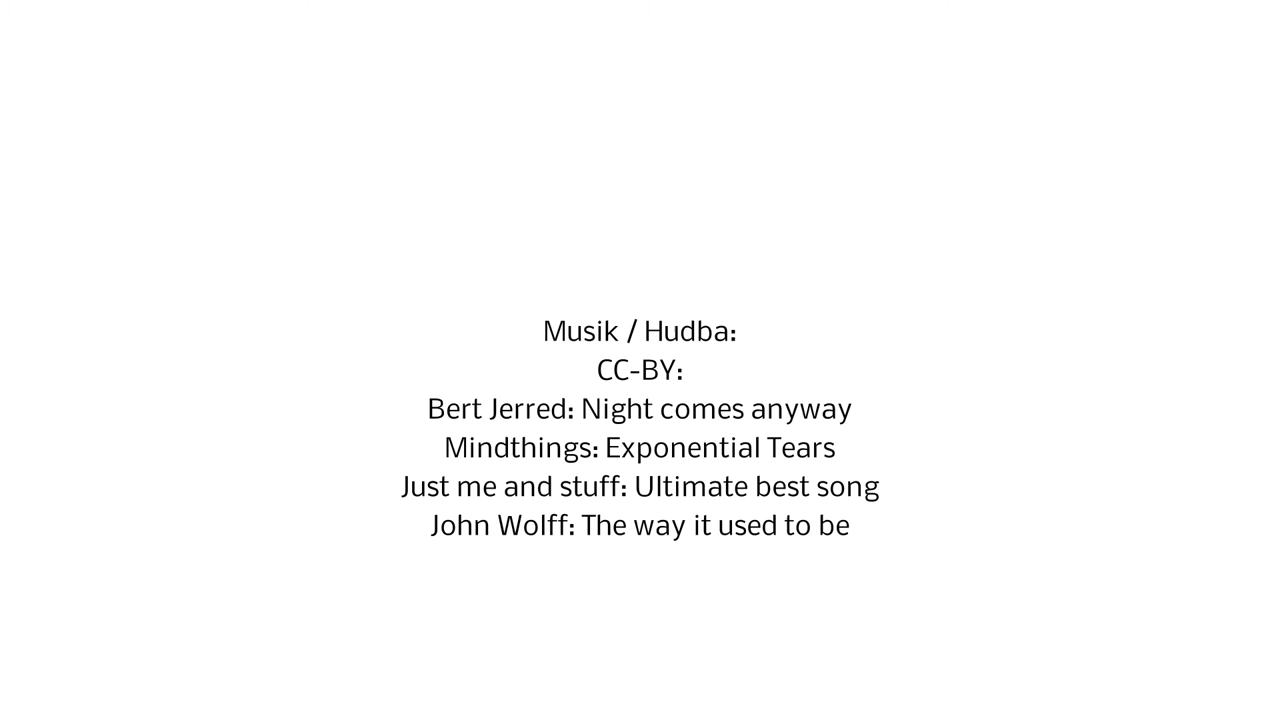 Musik / Hudba:
CC-BY:
Bert Jerred: Night comes anyway
Mindthings: Exponential Tears
Just me and stuff: Ultimate best song
John Wolff: The way it used to be